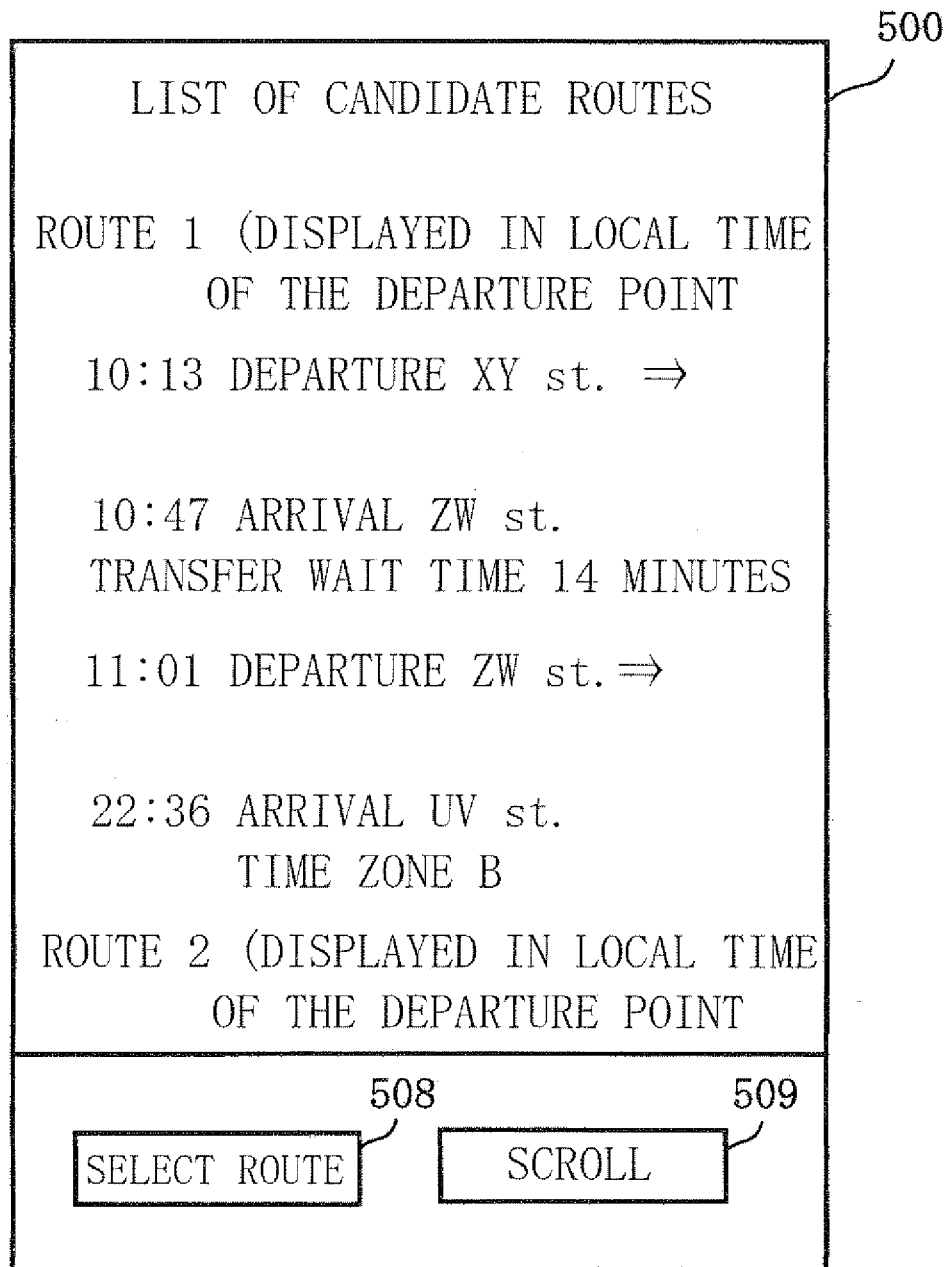 500
LIST OF CANDIDATE ROUTES
ROUTE 1 (DISPLAYED IN LOCAL TIME
OF THE DEPARTURE POINT
10:13 DEPARTURE XY st. ⇒
10:47 ARRIVAL ZW st.
TRANSFER WAIT TIME 14 MINUTES
11:01 DEPARTURE ZW st.⇒
22:36 ARRIVAL UV st.
TIME ZONE B
ROUTE 2 (DISPLAYED IN LOCAL TIME
OF THE DEPARTURE POINT
508 509
SELECT ROUTE SCROLL